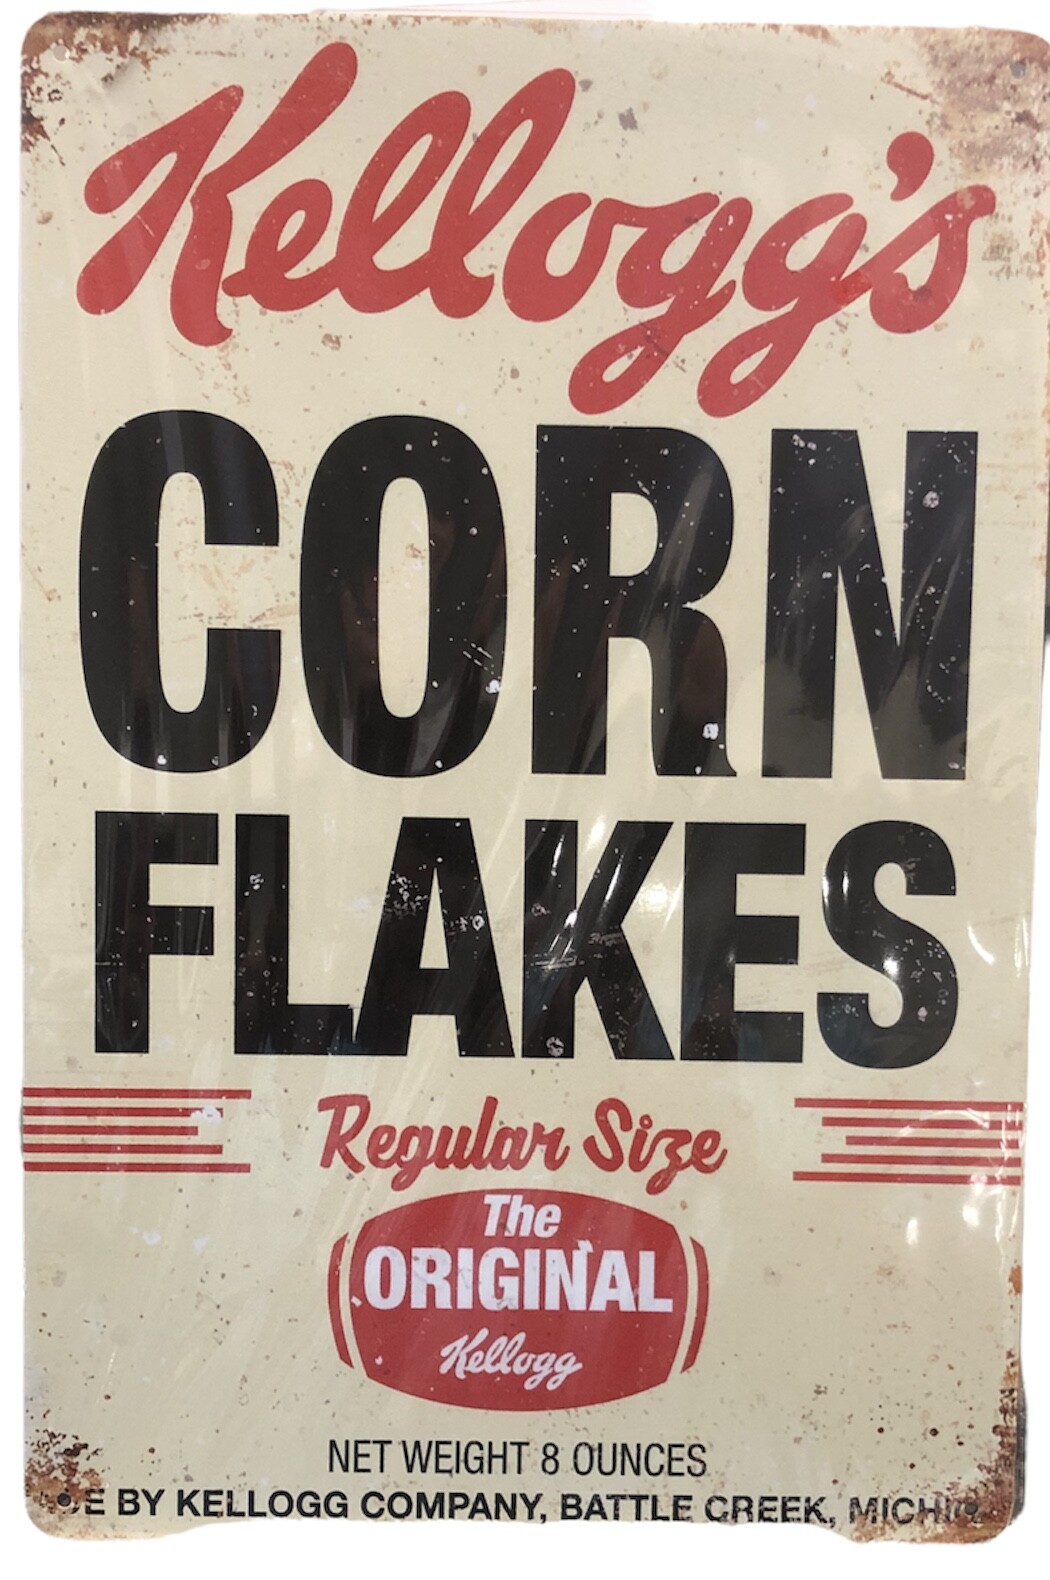 Kellogg's
CORN
FLAKES
Regular Size
The
ORIGINAL
Kellogg
NET WEIGHT 8 OUNCES
BY KELLOGG COMPANY, BATTLE CREEK,